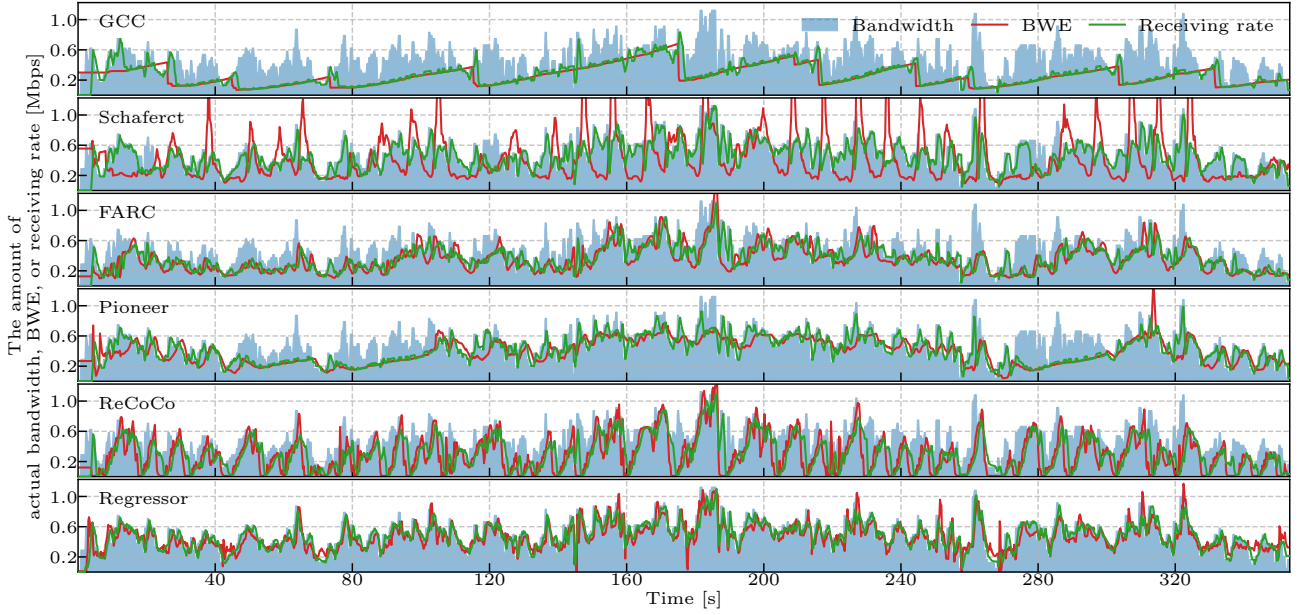 The amount of
actual bandwidth, BWE, or receiving rate [Mbps]
GCC
Bandwidth BWE Receiving rate
1.0
0.6
0.2
Schaferct
1.0
0.6
0.2
FARC
1.0
0.6
0.2
Pioneer
1.0
0.6
0.2
ReCoCo
1.0
0.6
0.2
Regressor
1.0
0.6
0.2
40 80 120 160 200 240 280 320
Time [s]